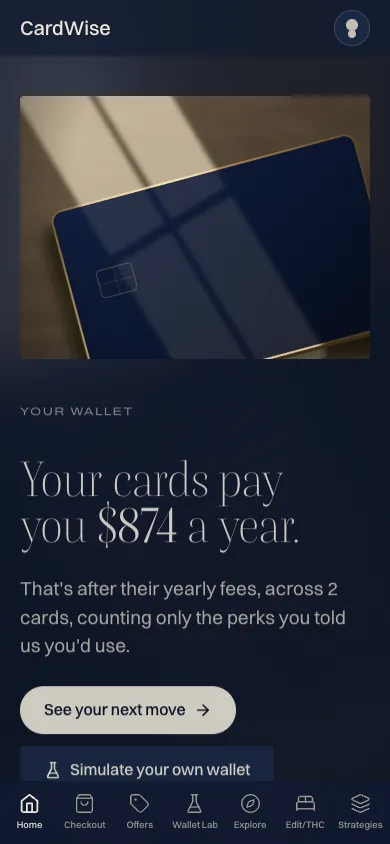 CardWise
YOUR WALLET
Your cards pay
you $874 a year.
That's after their yearly fees, across 2
cards, counting only the perks you told
us you'd use.
See your next move
Simulate your own wallet
Home
Checkout
Offers
Wallet Lab
Explore
Edit/THC
Strategies